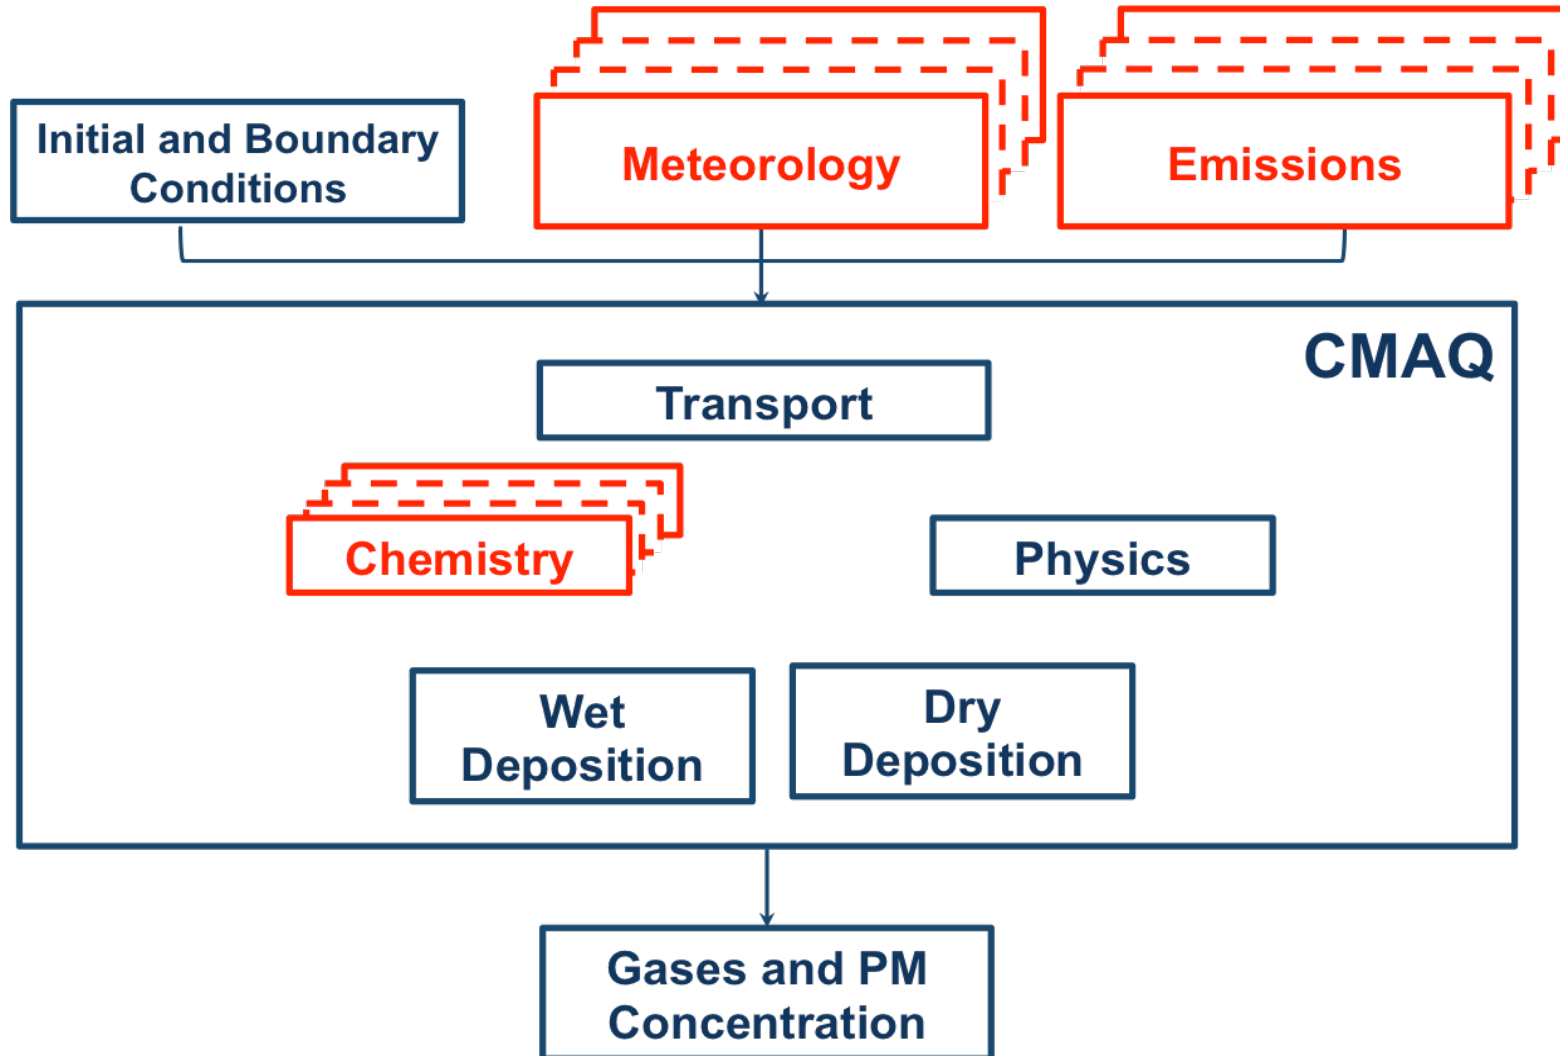 Initial and Boundary
Conditions
Meteorology
Emissions
CMAQ
Transport
Chemistry
Physics
Wet
Deposition
Dry
Deposition
Gases and PM
Concentration